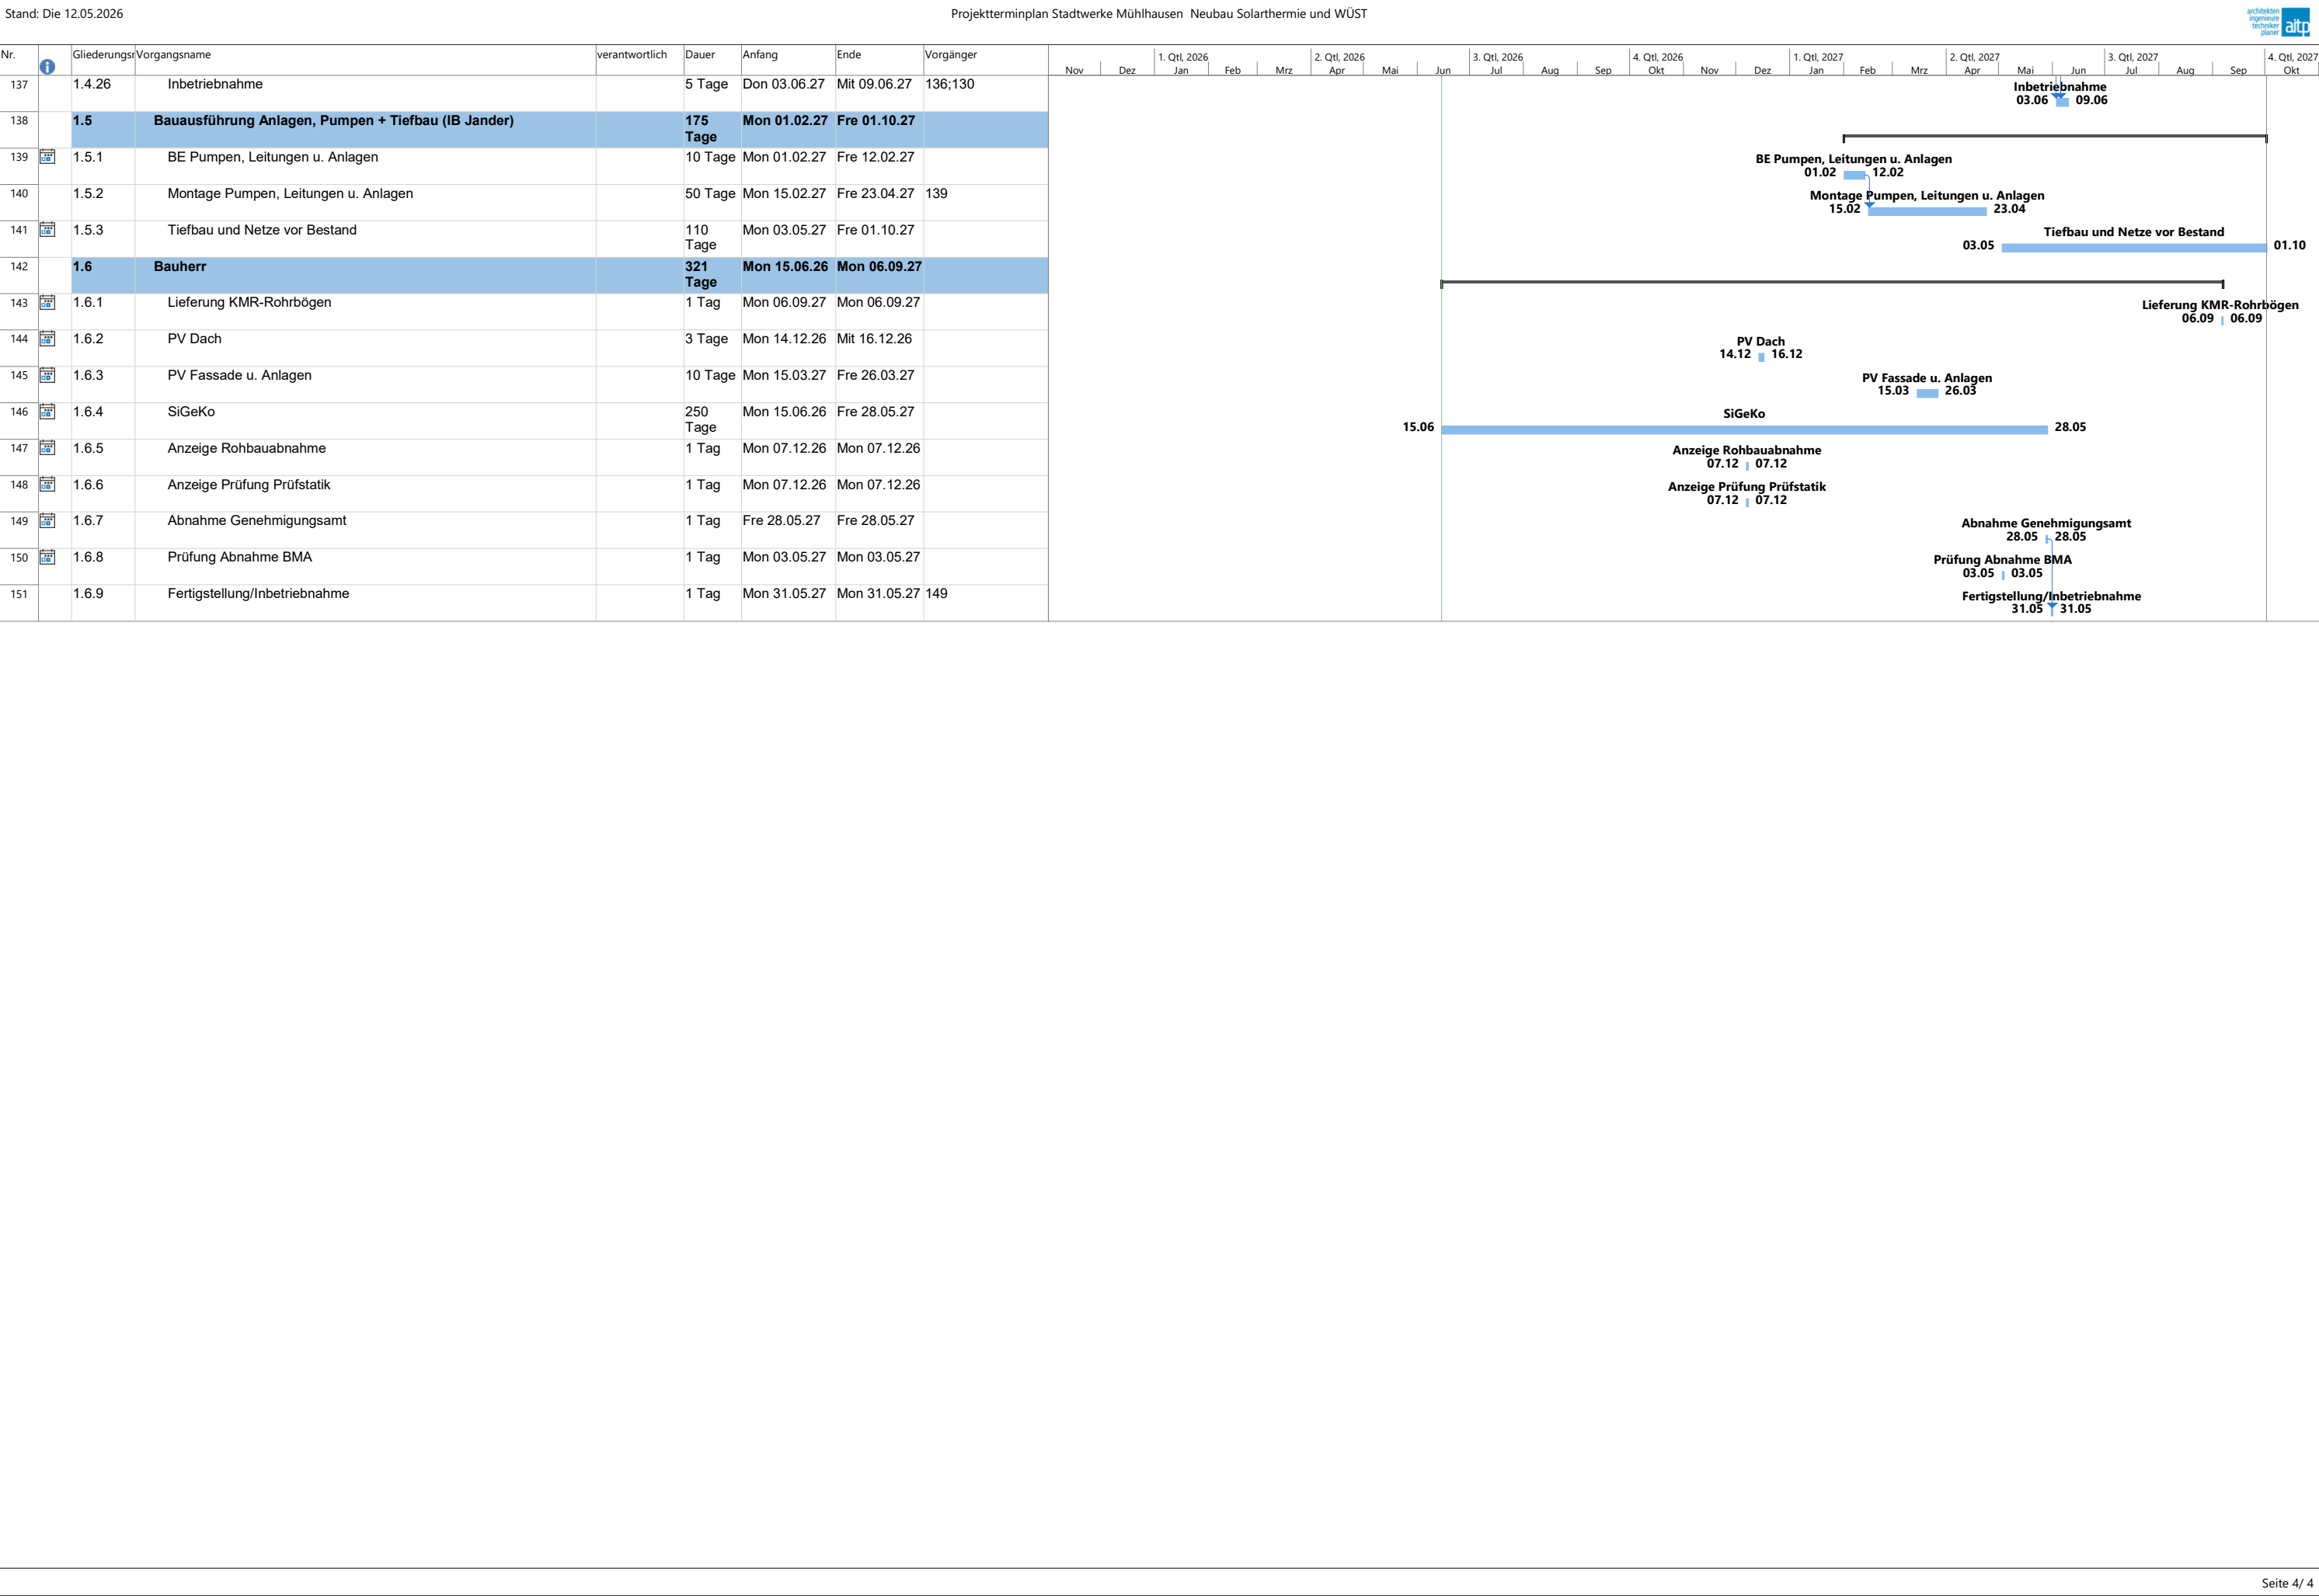 Stand: Die 12.05.2026
Projektterminplan Stadtwerke Mühlhausen  Neubau Solarthermie und WÜST
architekten
ingenieure
techniker
planer
aitp
Nr. Gliederungsr Vorgangsname verantwortlich Dauer Anfang Ende Vorgänger
1. Qtl, 2026 2. Qtl, 2026 3. Qtl, 2026 4. Qtl, 2026 1. Qtl, 2027 2. Qtl, 2027 3. Qtl, 2027 4. Qtl, 2027
Nov Dez Jan Feb Mrz Apr Mai Jun Jul Aug Sep Okt Nov Dez Jan Feb Mrz Apr Mai Jun Jul Aug Sep Okt
137 1.4.26 Inbetriebnahme 5 Tage Don 03.06.27 Mit 09.06.27 136;130
Inbetriebnahme
03.06 09.06
138 1.5 Bauausführung Anlagen, Pumpen + Tiefbau (IB Jander) 175 Mon 01.02.27 Fre 01.10.27
Tage
139 1.5.1 BE Pumpen, Leitungen u. Anlagen 10 Tage Mon 01.02.27 Fre 12.02.27
BE Pumpen, Leitungen u. Anlagen
01.02 12.02
140 1.5.2 Montage Pumpen, Leitungen u. Anlagen 50 Tage Mon 15.02.27 Fre 23.04.27 139
Montage Pumpen, Leitungen u. Anlagen
15.02 23.04
141 1.5.3 Tiefbau und Netze vor Bestand 110 Mon 03.05.27 Fre 01.10.27
Tage
Tiefbau und Netze vor Bestand
03.05 01.10
142 1.6 Bauherr 321 Mon 15.06.26 Mon 06.09.27
Tage
143 1.6.1 Lieferung KMR-Rohrbögen 1 Tag Mon 06.09.27 Mon 06.09.27
Lieferung KMR-Rohrbögen
06.09 06.09
144 1.6.2 PV Dach 3 Tage Mon 14.12.26 Mit 16.12.26
PV Dach
14.12 16.12
145 1.6.3 PV Fassade u. Anlagen 10 Tage Mon 15.03.27 Fre 26.03.27
PV Fassade u. Anlagen
15.03 26.03
146 1.6.4 SiGeKo 250 Mon 15.06.26 Fre 28.05.27
Tage
SiGeKo
15.06 28.05
147 1.6.5 Anzeige Rohbauabnahme 1 Tag Mon 07.12.26 Mon 07.12.26
Anzeige Rohbauabnahme
07.12 07.12
148 1.6.6 Anzeige Prüfung Prüfstatik 1 Tag Mon 07.12.26 Mon 07.12.26
Anzeige Prüfung Prüfstatik
07.12 07.12
149 1.6.7 Abnahme Genehmigungsamt 1 Tag Fre 28.05.27 Fre 28.05.27
Abnahme Genehmigungsamt
28.05 28.05
150 1.6.8 Prüfung Abnahme BMA 1 Tag Mon 03.05.27 Mon 03.05.27
Prüfung Abnahme BMA
03.05 03.05
151 1.6.9 Fertigstellung/Inbetriebnahme 1 Tag Mon 31.05.27 Mon 31.05.27 149
Fertigstellung/Inbetriebnahme
31.05 31.05
Seite 4/ 4